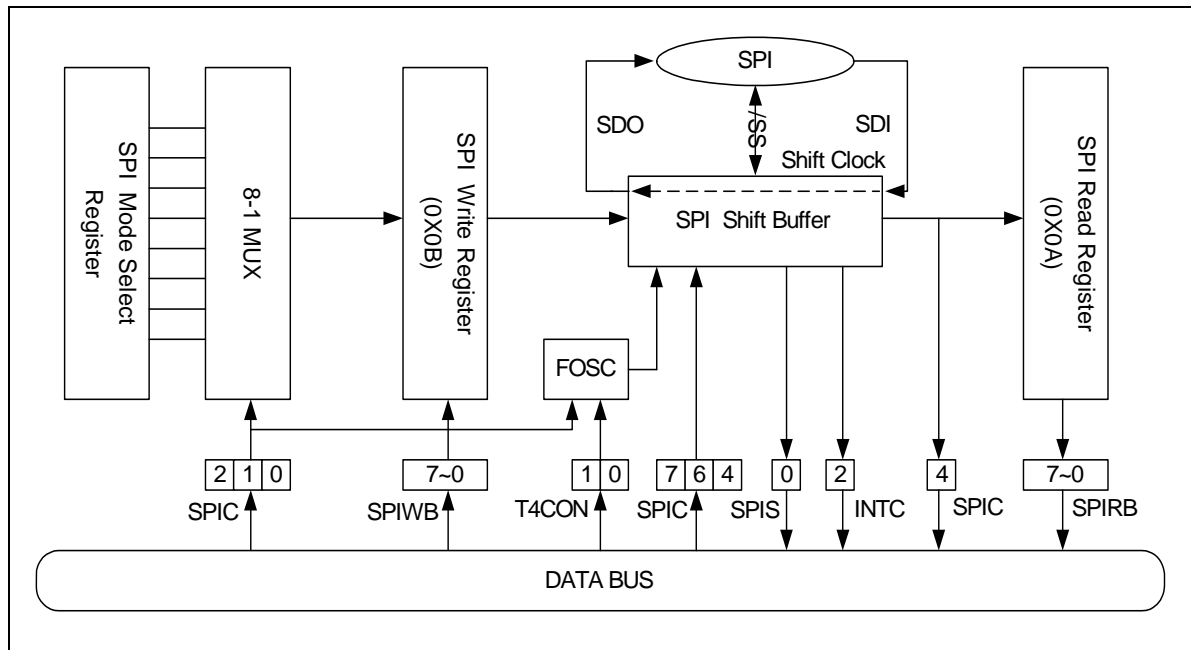 SPI
SDO
/SS
SDI
Shift Clock
SPI Mode Select
Register
8-1 MUX
SPI Write Register
(0X0B)
SPI Shift Buffer
SPI Read Register
(0X0A)
FOSC
2 1 0
7~0
1 0
7 6 4
0
2
4
7~0
SPIC
SPIWB
T4CON
SPIC
SPIS
INTC
SPIC
SPIRB
DATA BUS